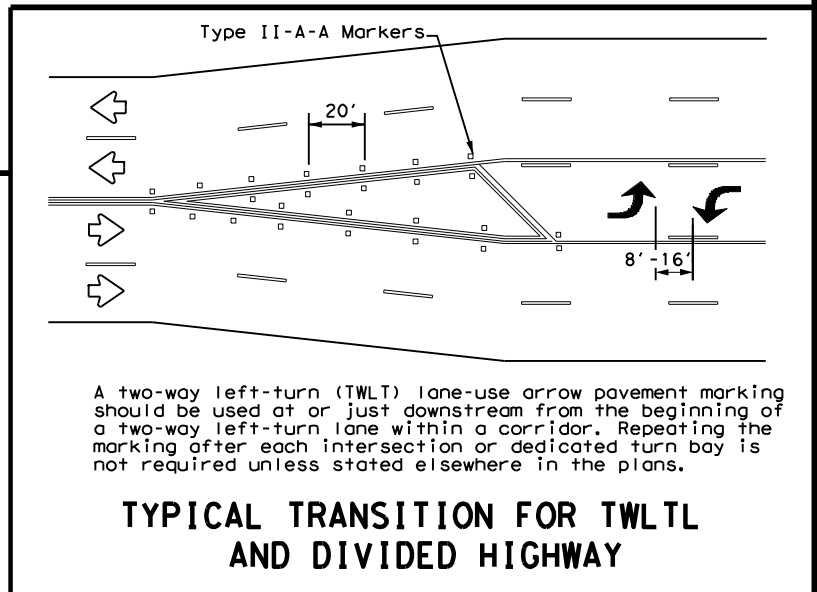 Type II-A-A Markers
20'
8'-16'
A two-way left-turn (TWLT) lane-use arrow pavement marking
should be used at or just downstream from the beginning of
a two-way left-turn lane within a corridor. Repeating the
marking after each intersection or dedicated turn bay is
not required unless stated elsewhere in the plans.
TYPICAL TRANSITION FOR TWLTL
AND DIVIDED HIGHWAY